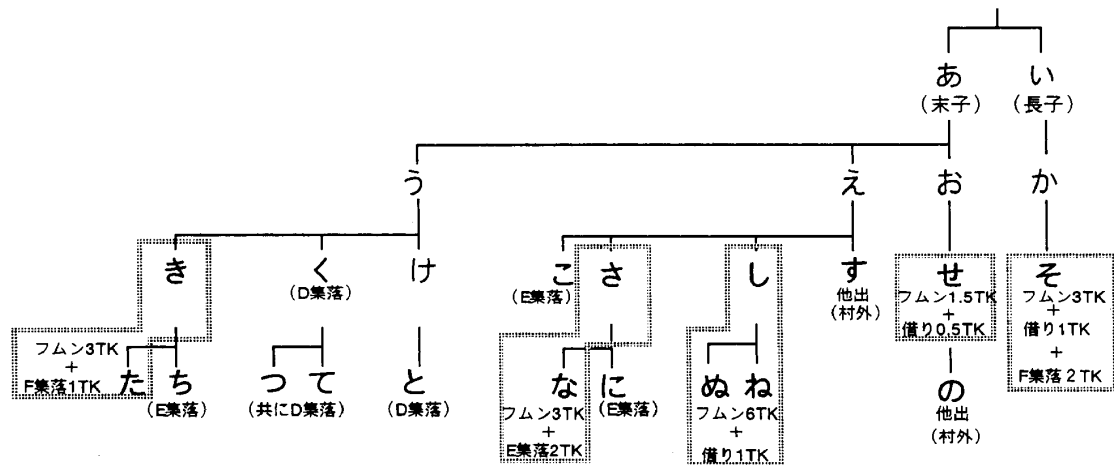 あ い
（末子） （長子）
う え お か
き く け こ さ し す せ そ
（D集落）
（E集落）
他出
（村外）
フムン1.5TK
+
借り0.5TK
フムン3TK
+
借り1TK
+
F集落2TK
フムン3TK
+
F集落1TK
た ち つ て と な に ぬ ね の
（E集落）
（共にD集落）
（D集落）
フムン3TK
+
E集落2TK
（E集落）
フムン6TK
+
借り1TK
他出
（村外）